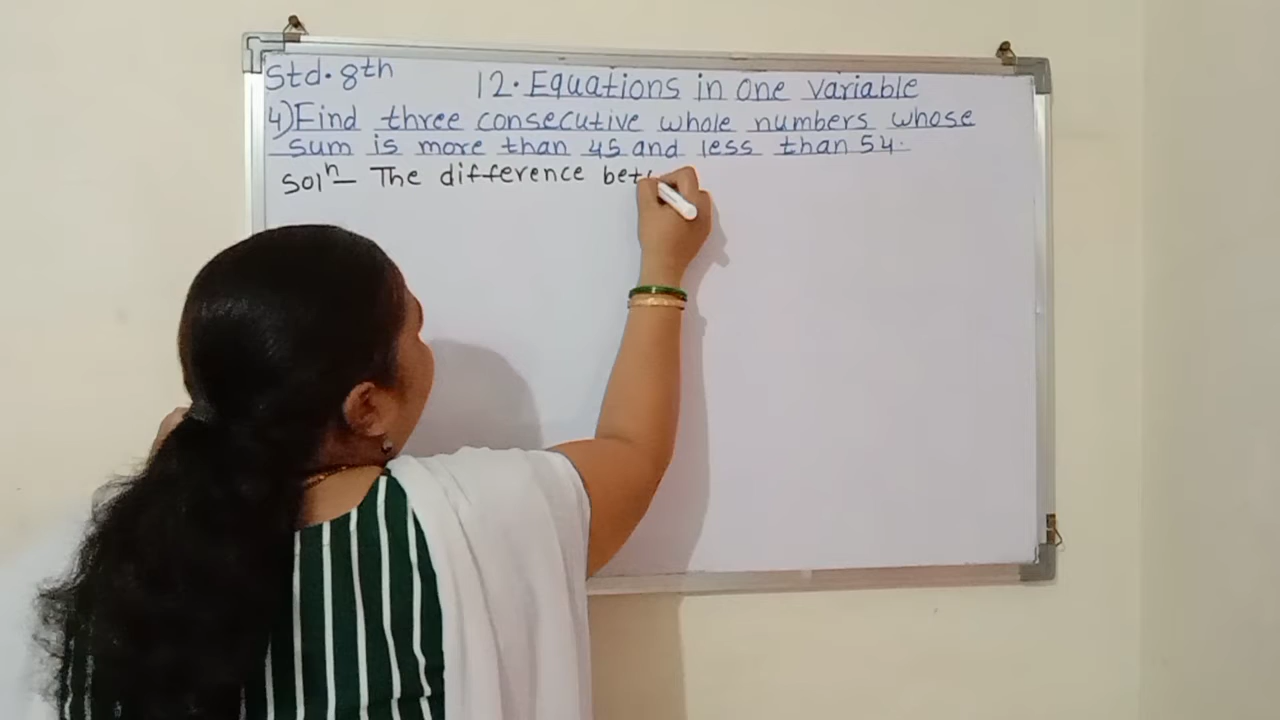 Std. 8th
12. Equations in one variable
4) Find three consecutive whole numbers whose
sum is more than 45 and less than 54.
Solⁿ- The difference